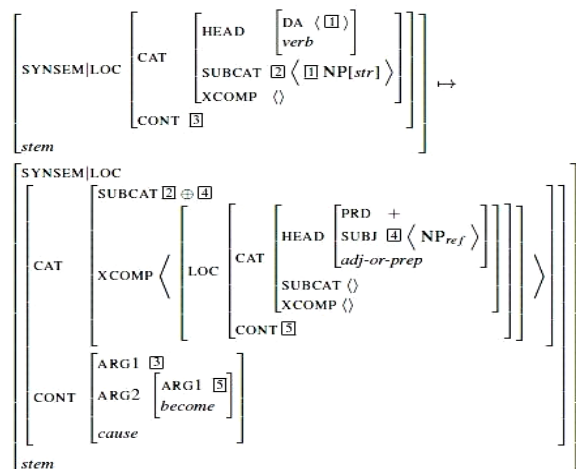 DA ⟨ [1] ⟩
HEAD
verb
SYNSEM|LOC CAT
SUBCAT [2] ⟨ [1] NP[str] ⟩
XCOMP ⟨⟩
CONT [3]
stem
↦
SYNSEM|LOC
SUBCAT [2] ⊕ [4]
PRD +
HEAD SUBJ [4] ⟨ NPref ⟩
CAT adj-or-prep
CAT XCOMP ⟨ LOC
SUBCAT ⟨⟩
XCOMP ⟨⟩
CONT [5]
⟩
ARG1 [3]
CONT ARG2 ARG1 [5]
become
cause
stem